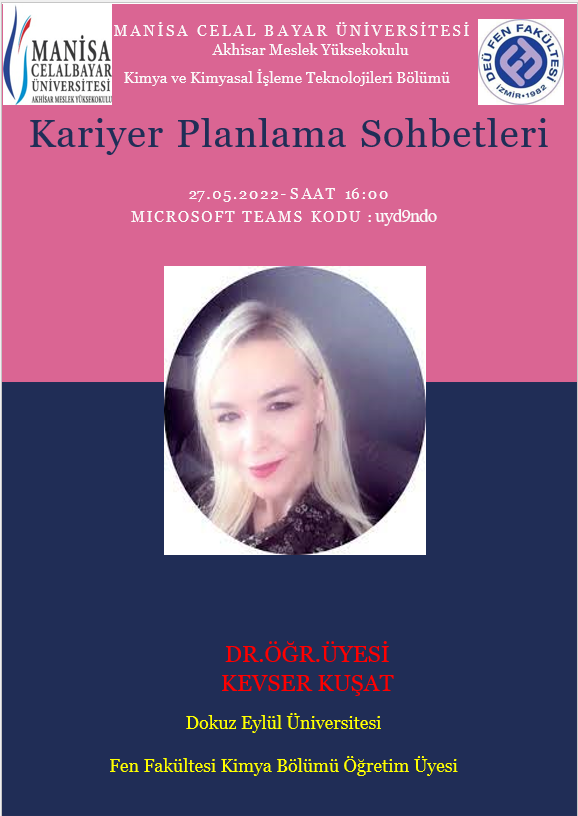 MANİSA
CELALBAYAR
ÜNİVERSİTESİ
AKHİSAR MESLEK YÜKSEKOKULU
MANİSA CELAL BAYAR ÜNİVERSİTESİ
Akhisar Meslek Yüksekokulu
Kimya ve Kimyasal İşleme Teknolojileri Bölümü
DEÜ FEN FAKÜLTESİ
İZMİR•1982
Kariyer Planlama Sohbetleri
27.05.2022-SAAT 16:00
MICROSOFT TEAMS KODU : uyd9ndo
DR.ÖĞR.ÜYESİ
KEVSER KUŞAT
Dokuz Eylül Üniversitesi
Fen Fakültesi Kimya Bölümü Öğretim Üyesi